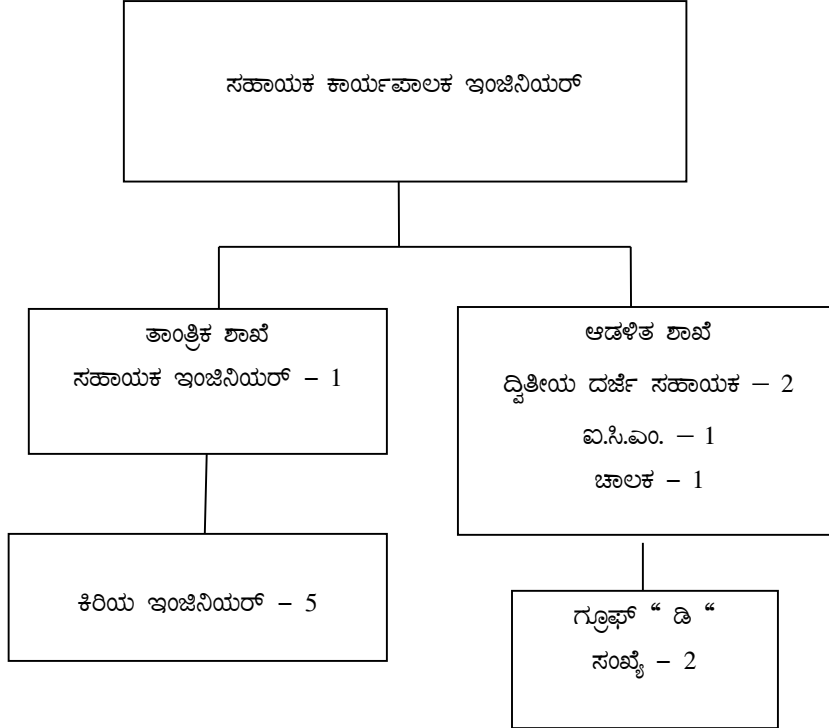 ಸಹಾಯಕ ಕಾರ್ಯಪಾಲಕ ಇಂಜಿನಿಯರ್
ತಾಂತ್ರಿಕ ಶಾಖೆ
ಸಹಾಯಕ ಇಂಜಿನಿಯರ್ – 1
ಕಿರಿಯ ಇಂಜಿನಿಯರ್ – 5
ಆಡಳಿತ ಶಾಖೆ
ದ್ವಿತೀಯ ದರ್ಜೆ ಸಹಾಯಕ – 2
ಐ.ಸಿ.ಎಂ. – 1
ಚಾಲಕ – 1
ಗ್ರೂಫ್ “ ಡಿ “
ಸಂಖ್ಯೆ – 2